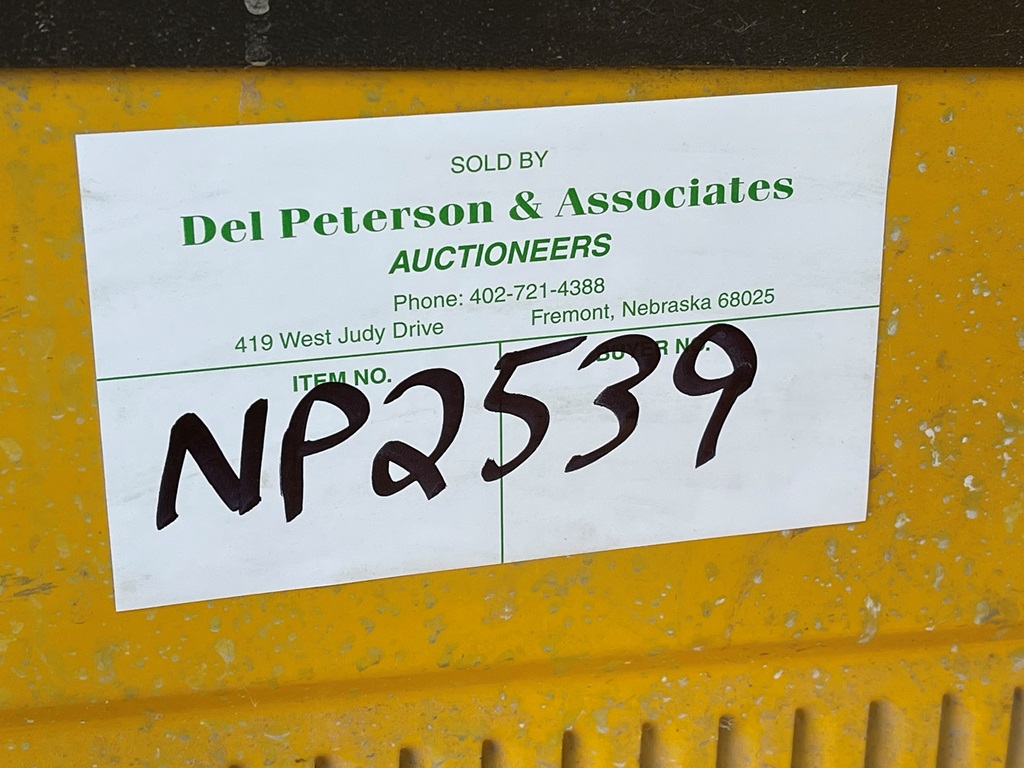 SOLD BY
Del Peterson & Associates
AUCTIONEERS
Phone: 402-721-4388
419 West Judy Drive Fremont, Nebraska 68025
ITEM NO. BUYER NO.
NP2539